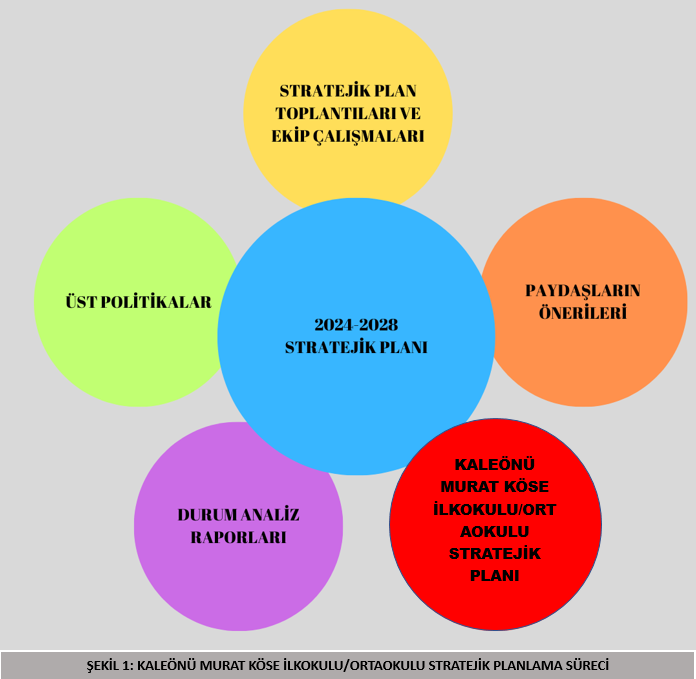 STRATEJİK PLAN
TOPLANTILARI VE
EKİP ÇALIŞMALARI
ÜST POLİTİKALAR
PAYDAŞLARIN
ÖNERİLERİ
2024-2028
STRATEJİK PLANI
DURUM ANALİZ
RAPORLARI
KALEÖNÜ
MURAT KÖSE
İLKOKULU/ORT
AOKULU
STRATEJİK
PLANI
ŞEKİL 1: KALEÖNÜ MURAT KÖSE İLKOKULU/ORTAOKULU STRATEJİK PLANLAMA SÜRECİ